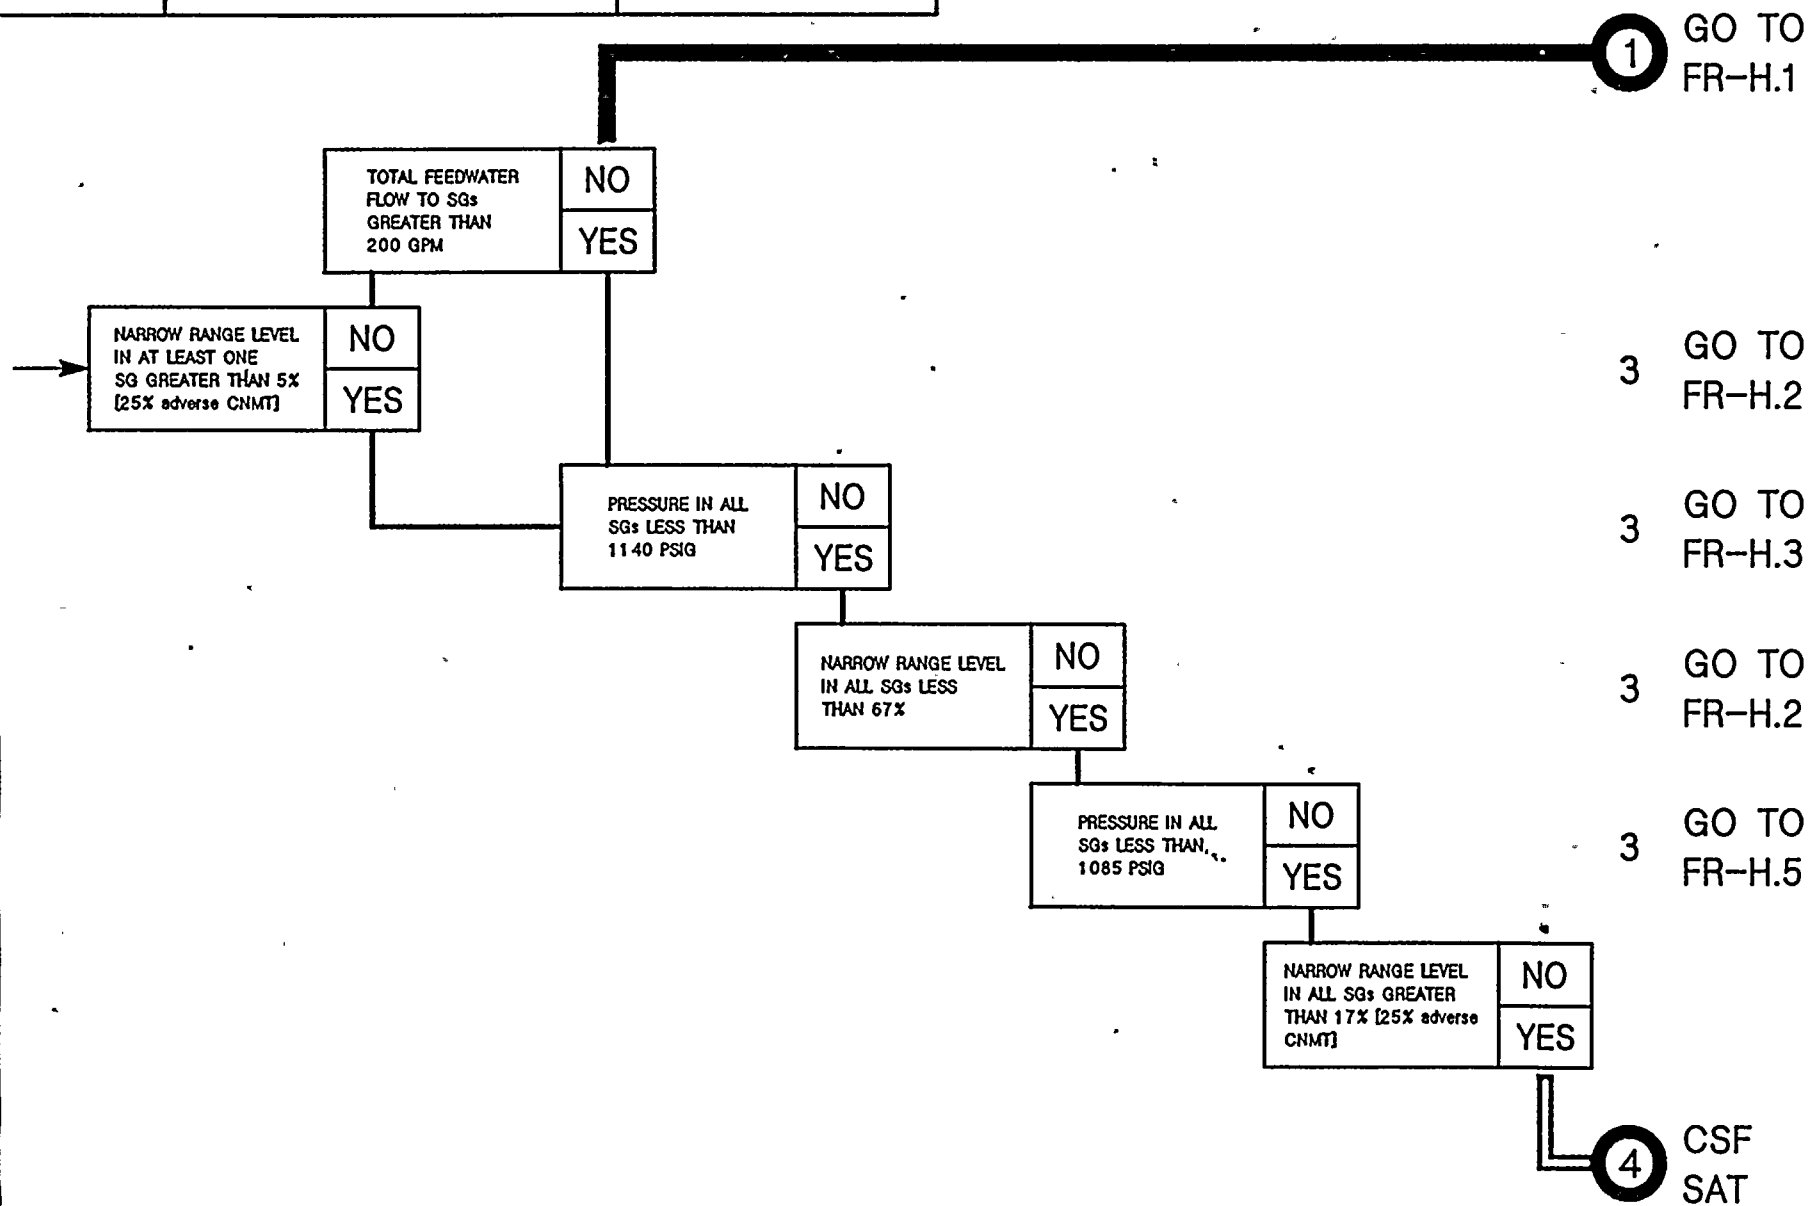 1
GO TO
FR-H.1
TOTAL FEEDWATER
FLOW TO SGs
GREATER THAN
200 GPM
NO
YES
NARROW RANGE LEVEL
IN AT LEAST ONE
SG GREATER THAN 5%
[25% adverse CNMT]
NO
YES
3
GO TO
FR-H.2
PRESSURE IN ALL
SGs LESS THAN
1140 PSIG
NO
YES
3
GO TO
FR-H.3
NARROW RANGE LEVEL
IN ALL SGs LESS
THAN 67%
NO
YES
3
GO TO
FR-H.2
PRESSURE IN ALL
SGs LESS THAN
1085 PSIG
NO
YES
3
GO TO
FR-H.5
NARROW RANGE LEVEL
IN ALL SGs GREATER
THAN 17% [25% adverse
CNMT]
NO
YES
4
CSF
SAT